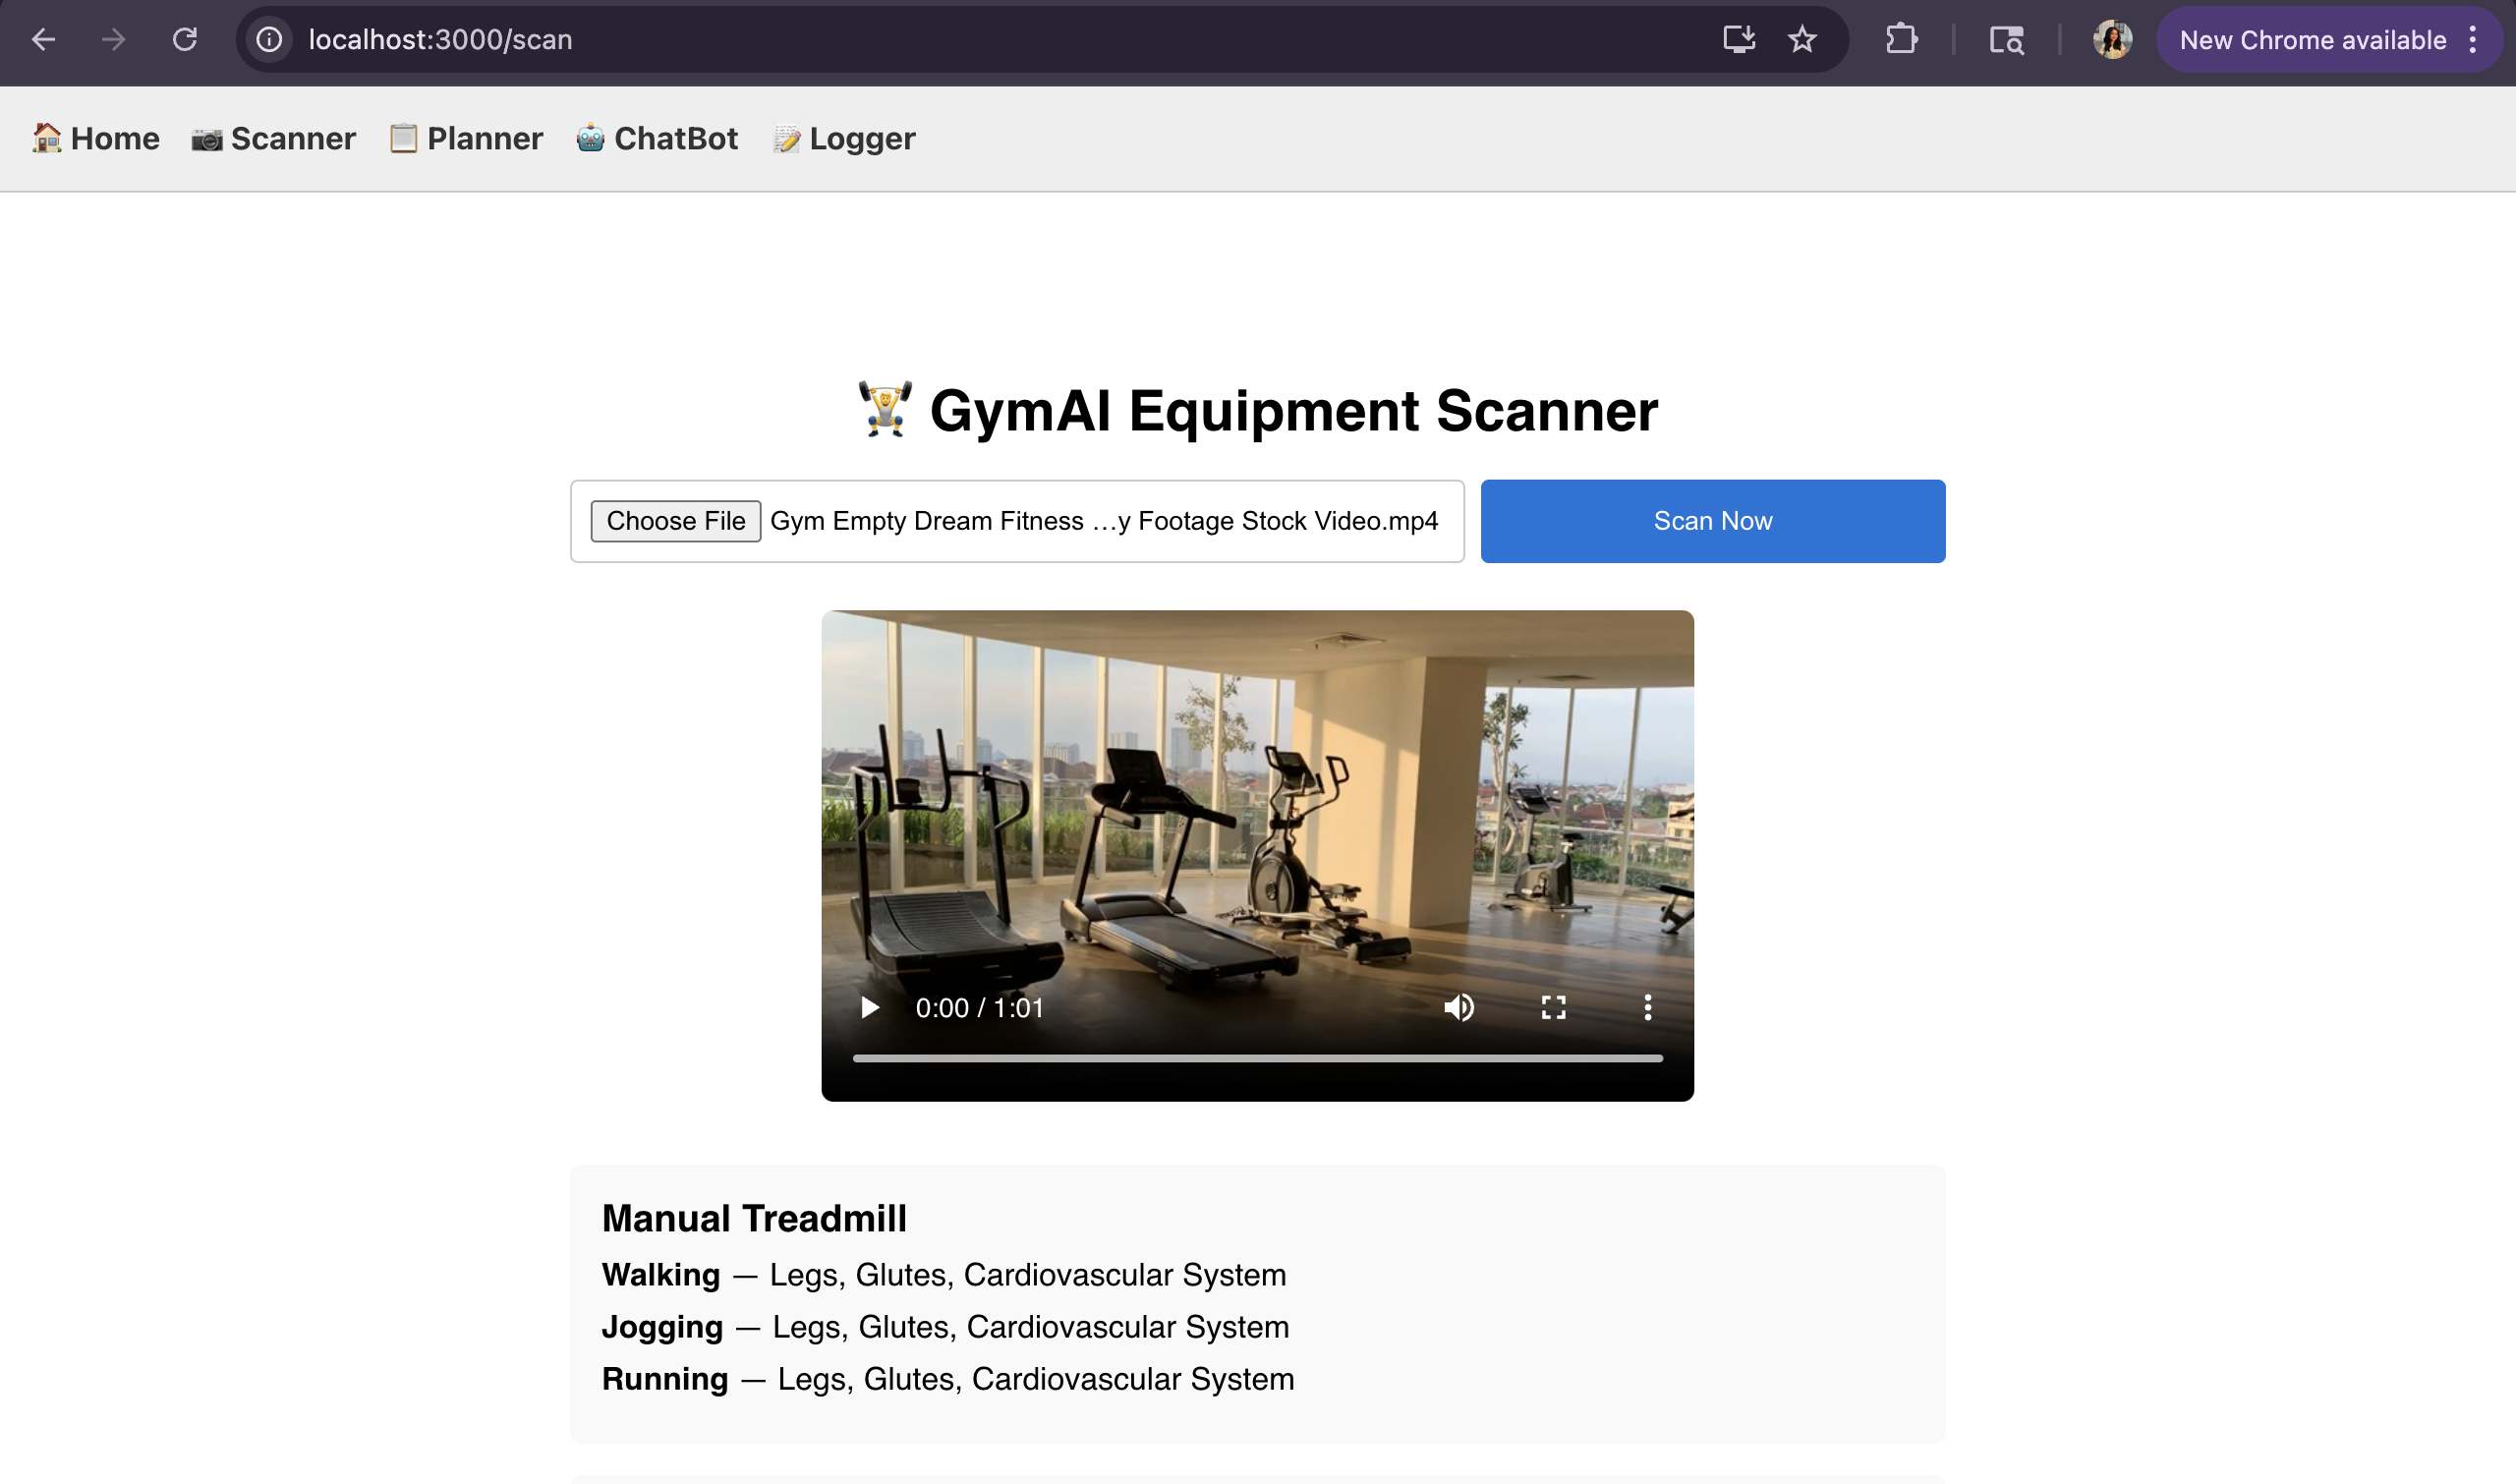 localhost:3000/scan
New Chrome available
Home Scanner Planner ChatBot Logger
GymAI Equipment Scanner
Choose File Gym Empty Dream Fitness …y Footage Stock Video.mp4 Scan Now
0:00 / 1:01
Manual Treadmill
Walking — Legs, Glutes, Cardiovascular System
Jogging — Legs, Glutes, Cardiovascular System
Running — Legs, Glutes, Cardiovascular System